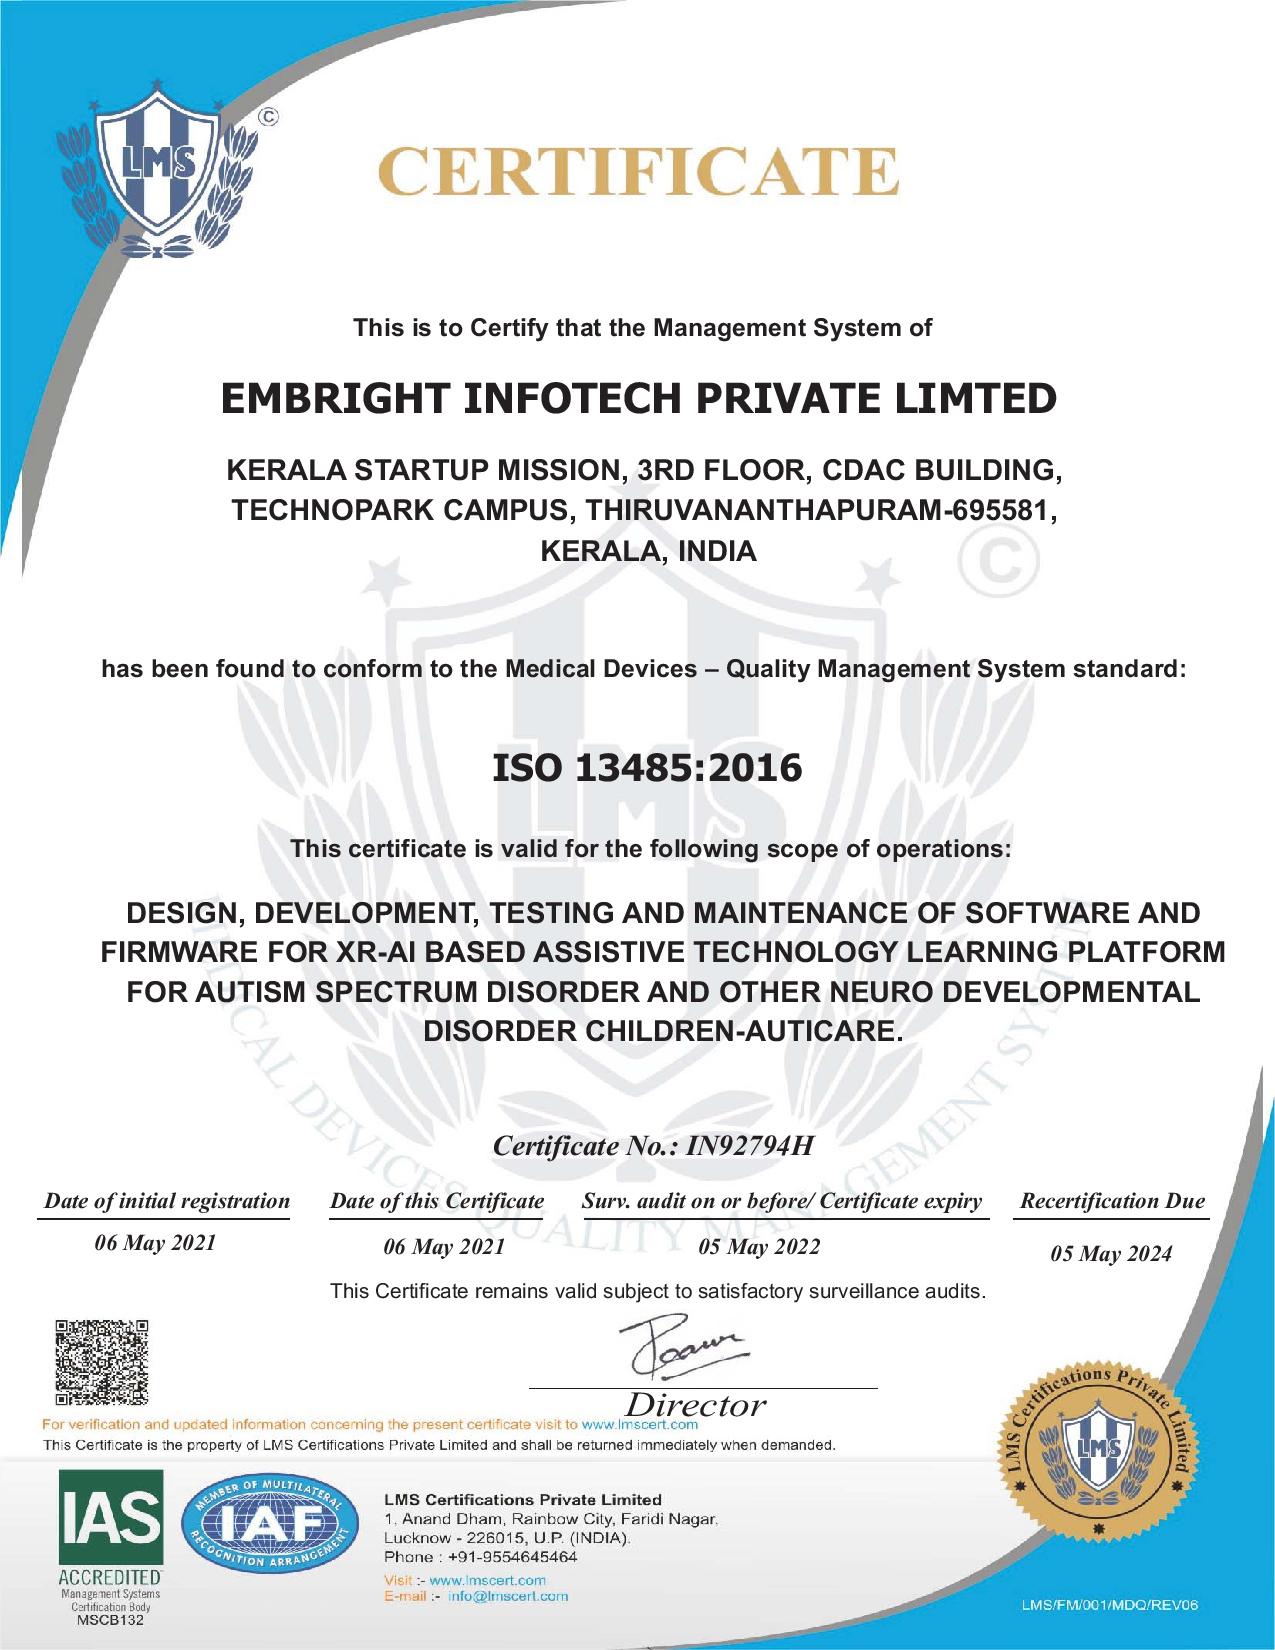 LMS
©
CERTIFICATE
This is to Certify that the Management System of
EMBRIGHT INFOTECH PRIVATE LIMTED
KERALA STARTUP MISSION, 3RD FLOOR, CDAC BUILDING,
TECHNOPARK CAMPUS, THIRUVANANTHAPURAM-695581,
KERALA, INDIA
©
has been found to conform to the Medical Devices – Quality Management System standard:
LMS
ISO 13485:2016
This certificate is valid for the following scope of operations:
DESIGN, DEVELOPMENT, TESTING AND MAINTENANCE OF SOFTWARE AND
FIRMWARE FOR XR-AI BASED ASSISTIVE TECHNOLOGY LEARNING PLATFORM
FOR AUTISM SPECTRUM DISORDER AND OTHER NEURO DEVELOPMENTAL
DISORDER CHILDREN-AUTICARE.
MEDICAL DEVICES QUALITY MANAGEMENT SYSTEM
Certificate No.: IN92794H
Date of initial registration Date of this Certificate Surv. audit on or before/ Certificate expiry Recertification Due
06 May 2021 06 May 2021 05 May 2022 05 May 2024
This Certificate remains valid subject to satisfactory surveillance audits.
Director
For verification and updated information concerning the present certificate visit to www.lmscert.com
This Certificate is the property of LMS Certifications Private Limited and shall be returned immediately when demanded.
LMS Certifications Private Limited
LMS
IAS
ACCREDITED
Management Systems
Certification Body
MSCB132
MEMBER OF MULTILATERAL
IAF
RECOGNITION ARRANGEMENT
LMS Certifications Private Limited
1, Anand Dham, Rainbow City, Faridi Nagar,
Lucknow - 226015, U.P. (INDIA).
Phone : +91-9554645464
Visit :- www.lmscert.com
E-mail :- info@lmscert.com
LMS/FM/001/MDQ/REV06